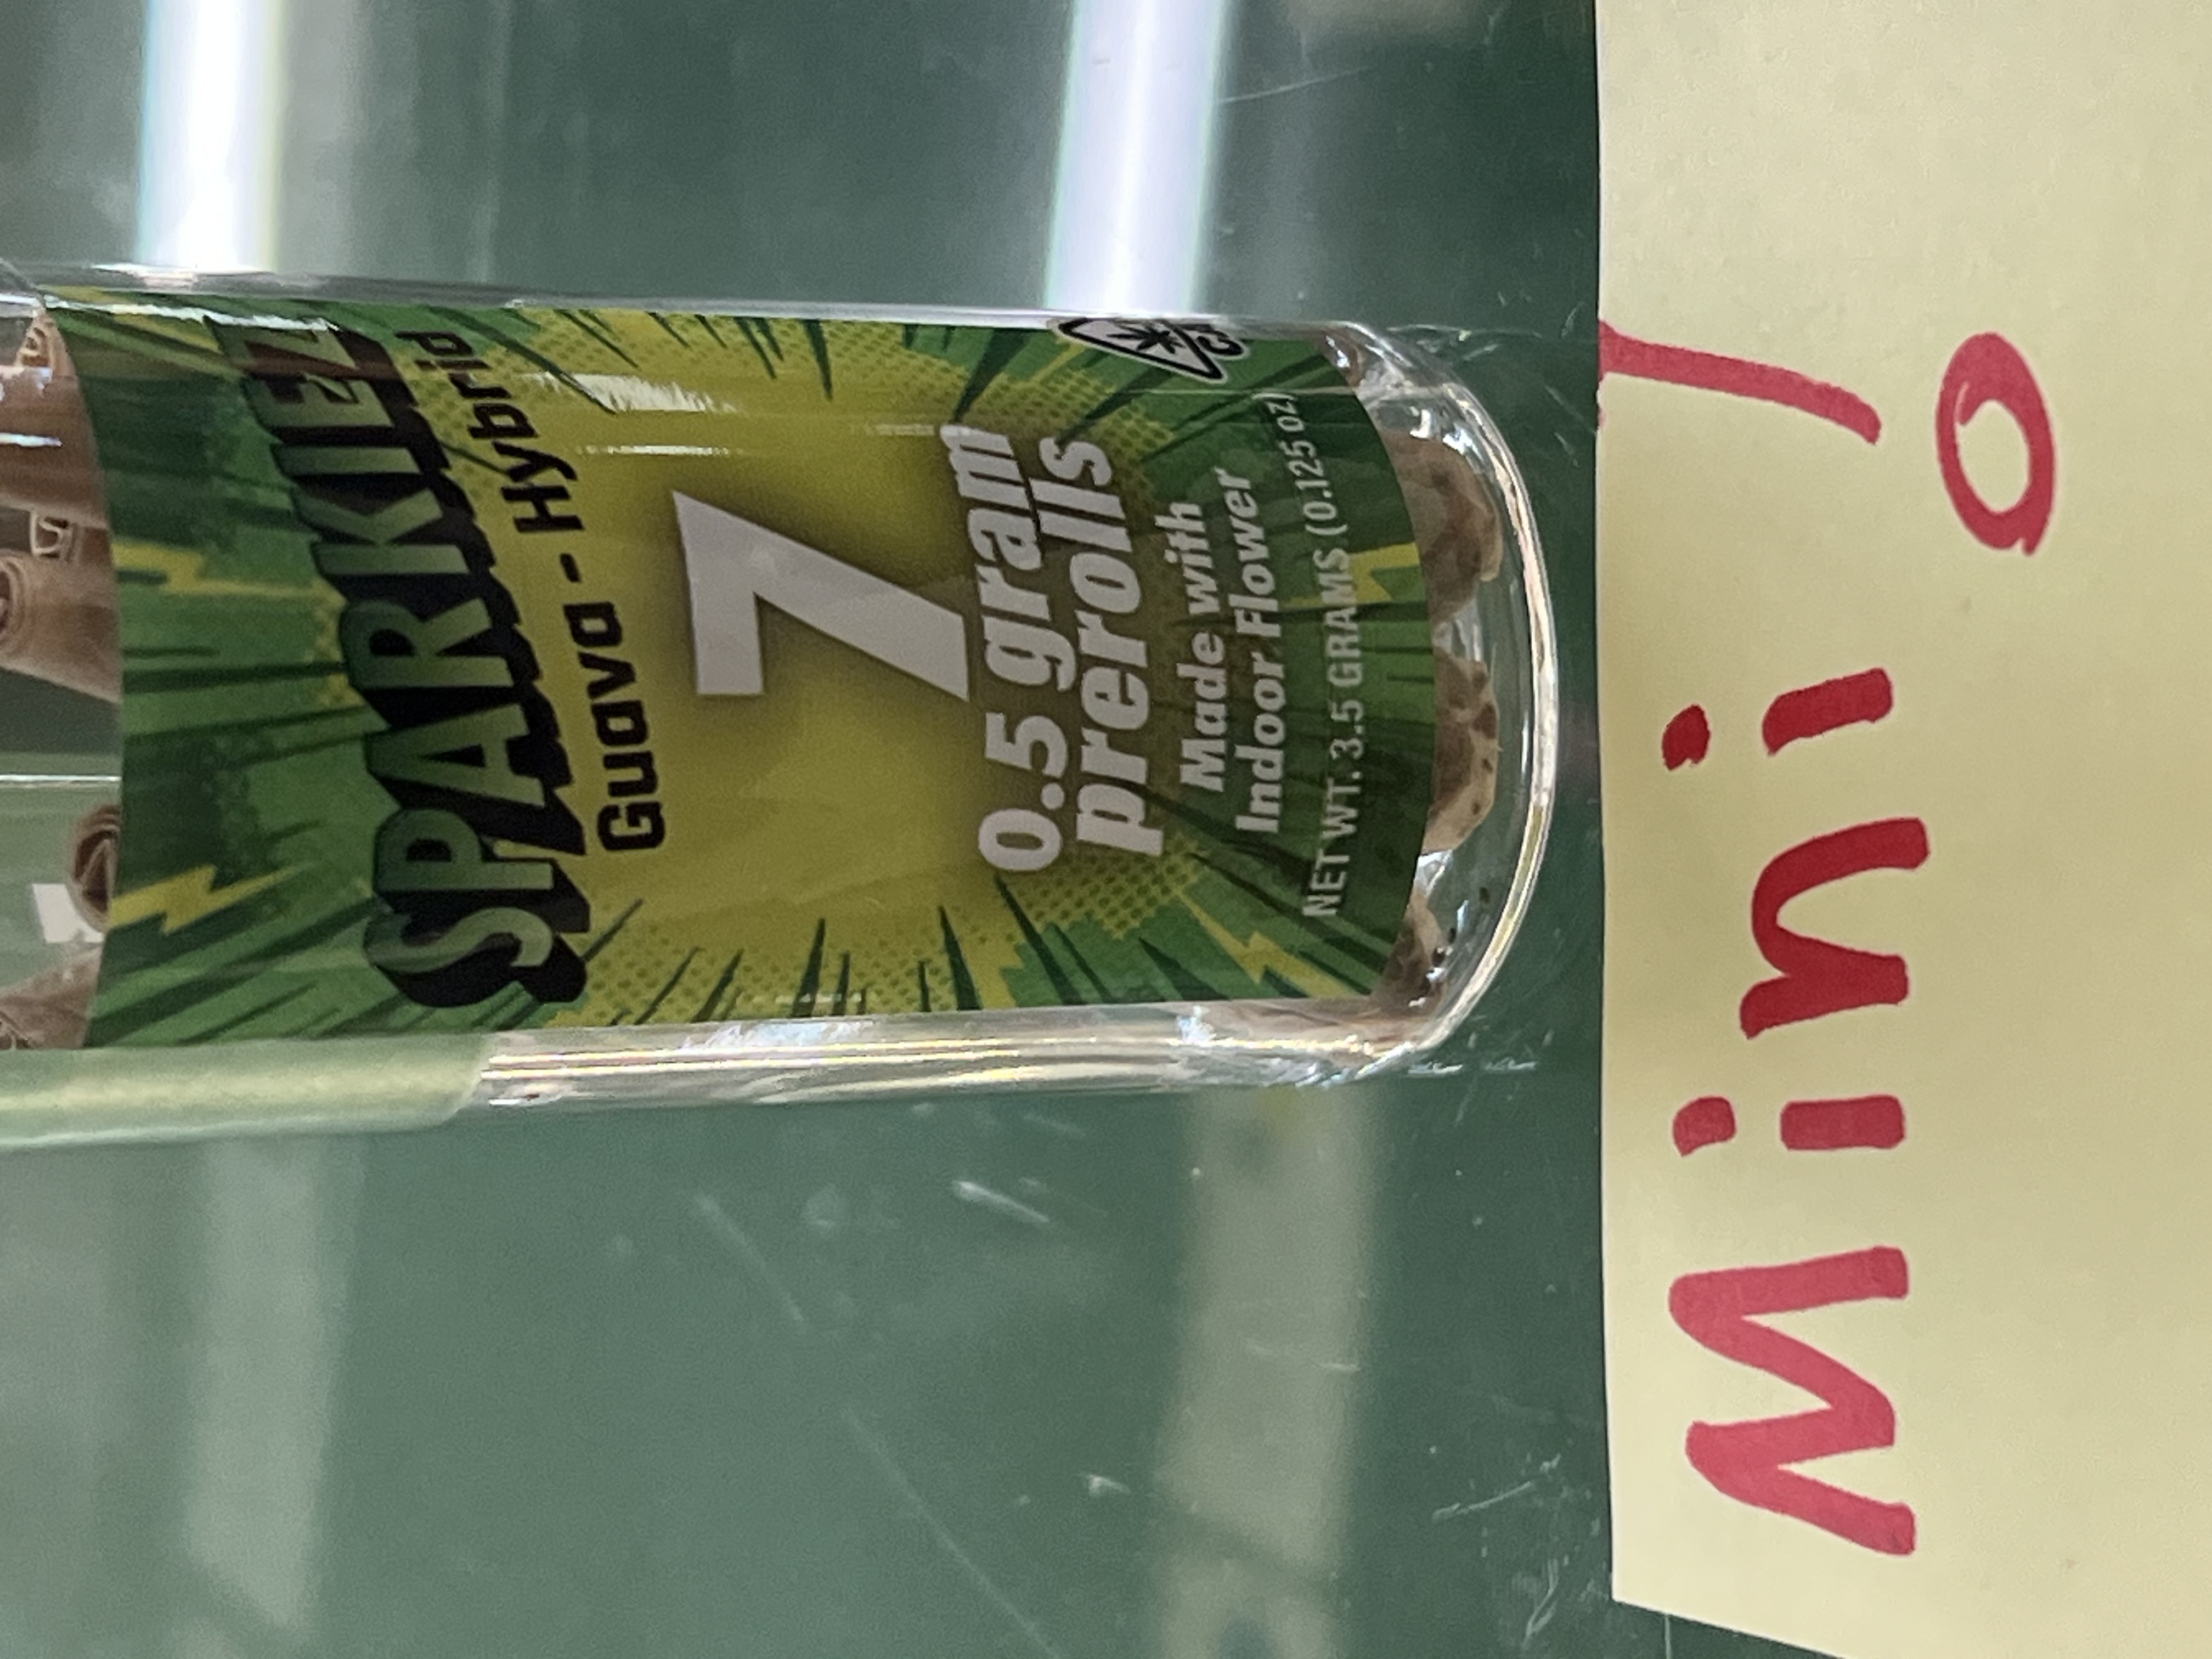 SPARKIEZ
Guava - Hybrid
7
0.5 gram
prerolls
Made with
Indoor Flower
NET WT. 3.5 GRAMS (0.125 OZ)
CA
Mini